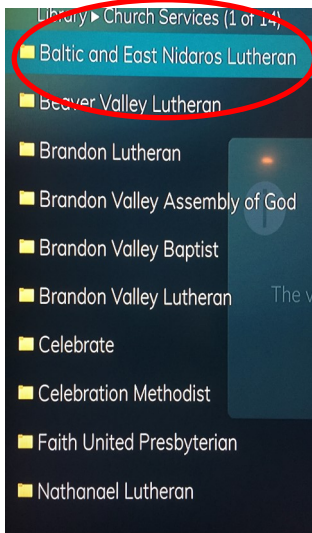 Library ▸ Church Services (1 of 14)
Baltic and East Nidaros Lutheran
Beaver Valley Lutheran
Brandon Lutheran
Brandon Valley Assembly of God
Brandon Valley Baptist
Brandon Valley Lutheran
The
Celebrate
Celebration Methodist
Faith United Presbyterian
Nathanael Lutheran